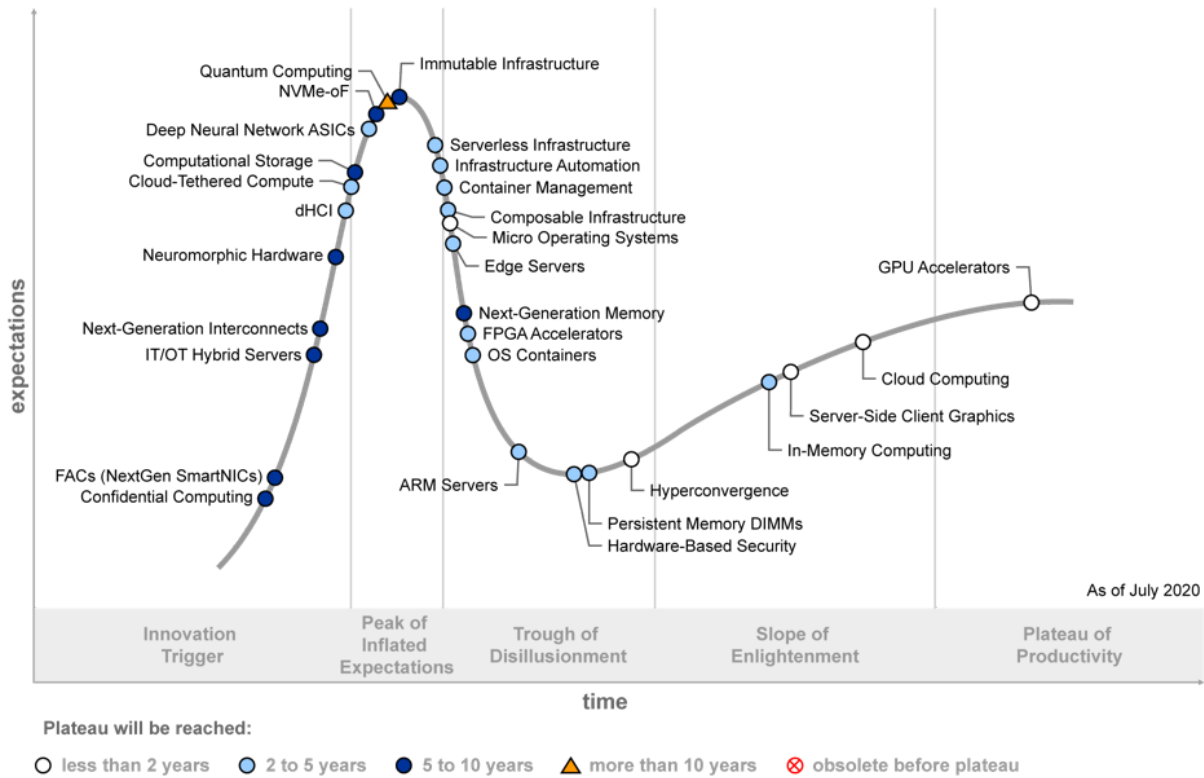 expectations
Quantum Computing
NVMe-oF
Deep Neural Network ASICs
Computational Storage
Cloud-Tethered Compute
dHCI
Neuromorphic Hardware
Next-Generation Interconnects
IT/OT Hybrid Servers
FACs (NextGen SmartNICs)
Confidential Computing
Immutable Infrastructure
Serverless Infrastructure
Infrastructure Automation
Container Management
Composable Infrastructure
Micro Operating Systems
Edge Servers
Next-Generation Memory
FPGA Accelerators
OS Containers
ARM Servers
Hyperconvergence
Persistent Memory DIMMs
Hardware-Based Security
GPU Accelerators
Cloud Computing
Server-Side Client Graphics
In-Memory Computing
As of July 2020
Innovation
Trigger
Peak of
Inflated
Expectations
Trough of
Disillusionment
Slope of
Enlightenment
Plateau of
Productivity
time
Plateau will be reached:
less than 2 years
2 to 5 years
5 to 10 years
more than 10 years
obsolete before plateau